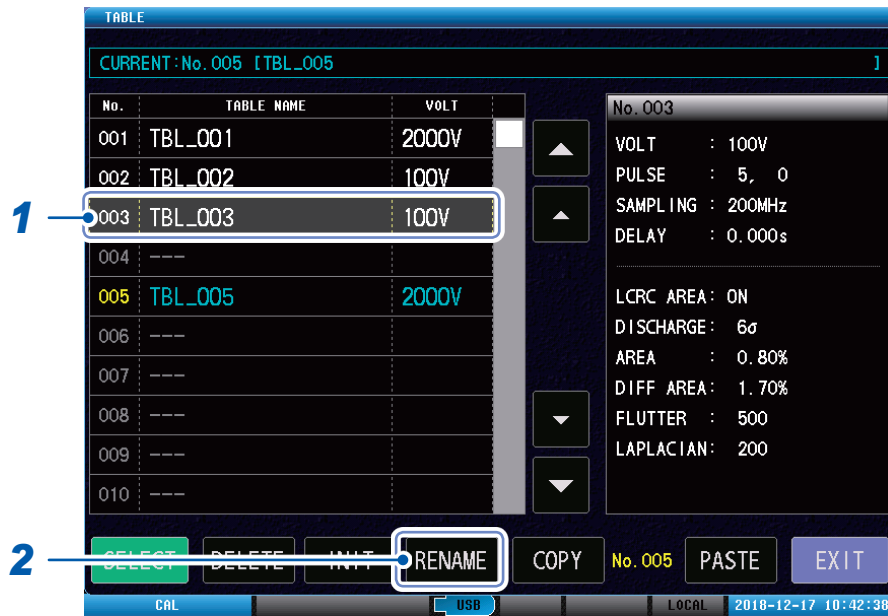 TABLE
CURRENT:No.005 [TBL_005 ]
No. TABLE NAME VOLT
001 TBL_001 2000V
002 TBL_002 100V
1 003 TBL_003 100V
004 ---
005 TBL_005 2000V
006 ---
007 ---
008 ---
009 ---
010 ---
No.003
VOLT : 100V
PULSE : 5, 0
SAMPLING : 200MHz
DELAY : 0.000s
LCRC AREA: ON
DISCHARGE: 6σ
AREA : 0.80%
DIFF AREA: 1.70%
FLUTTER : 500
LAPLACIAN: 200
2 SELECT DELETE INIT RENAME COPY No.005 PASTE EXIT
CAL USB LOCAL 2018-12-17 10:42:38